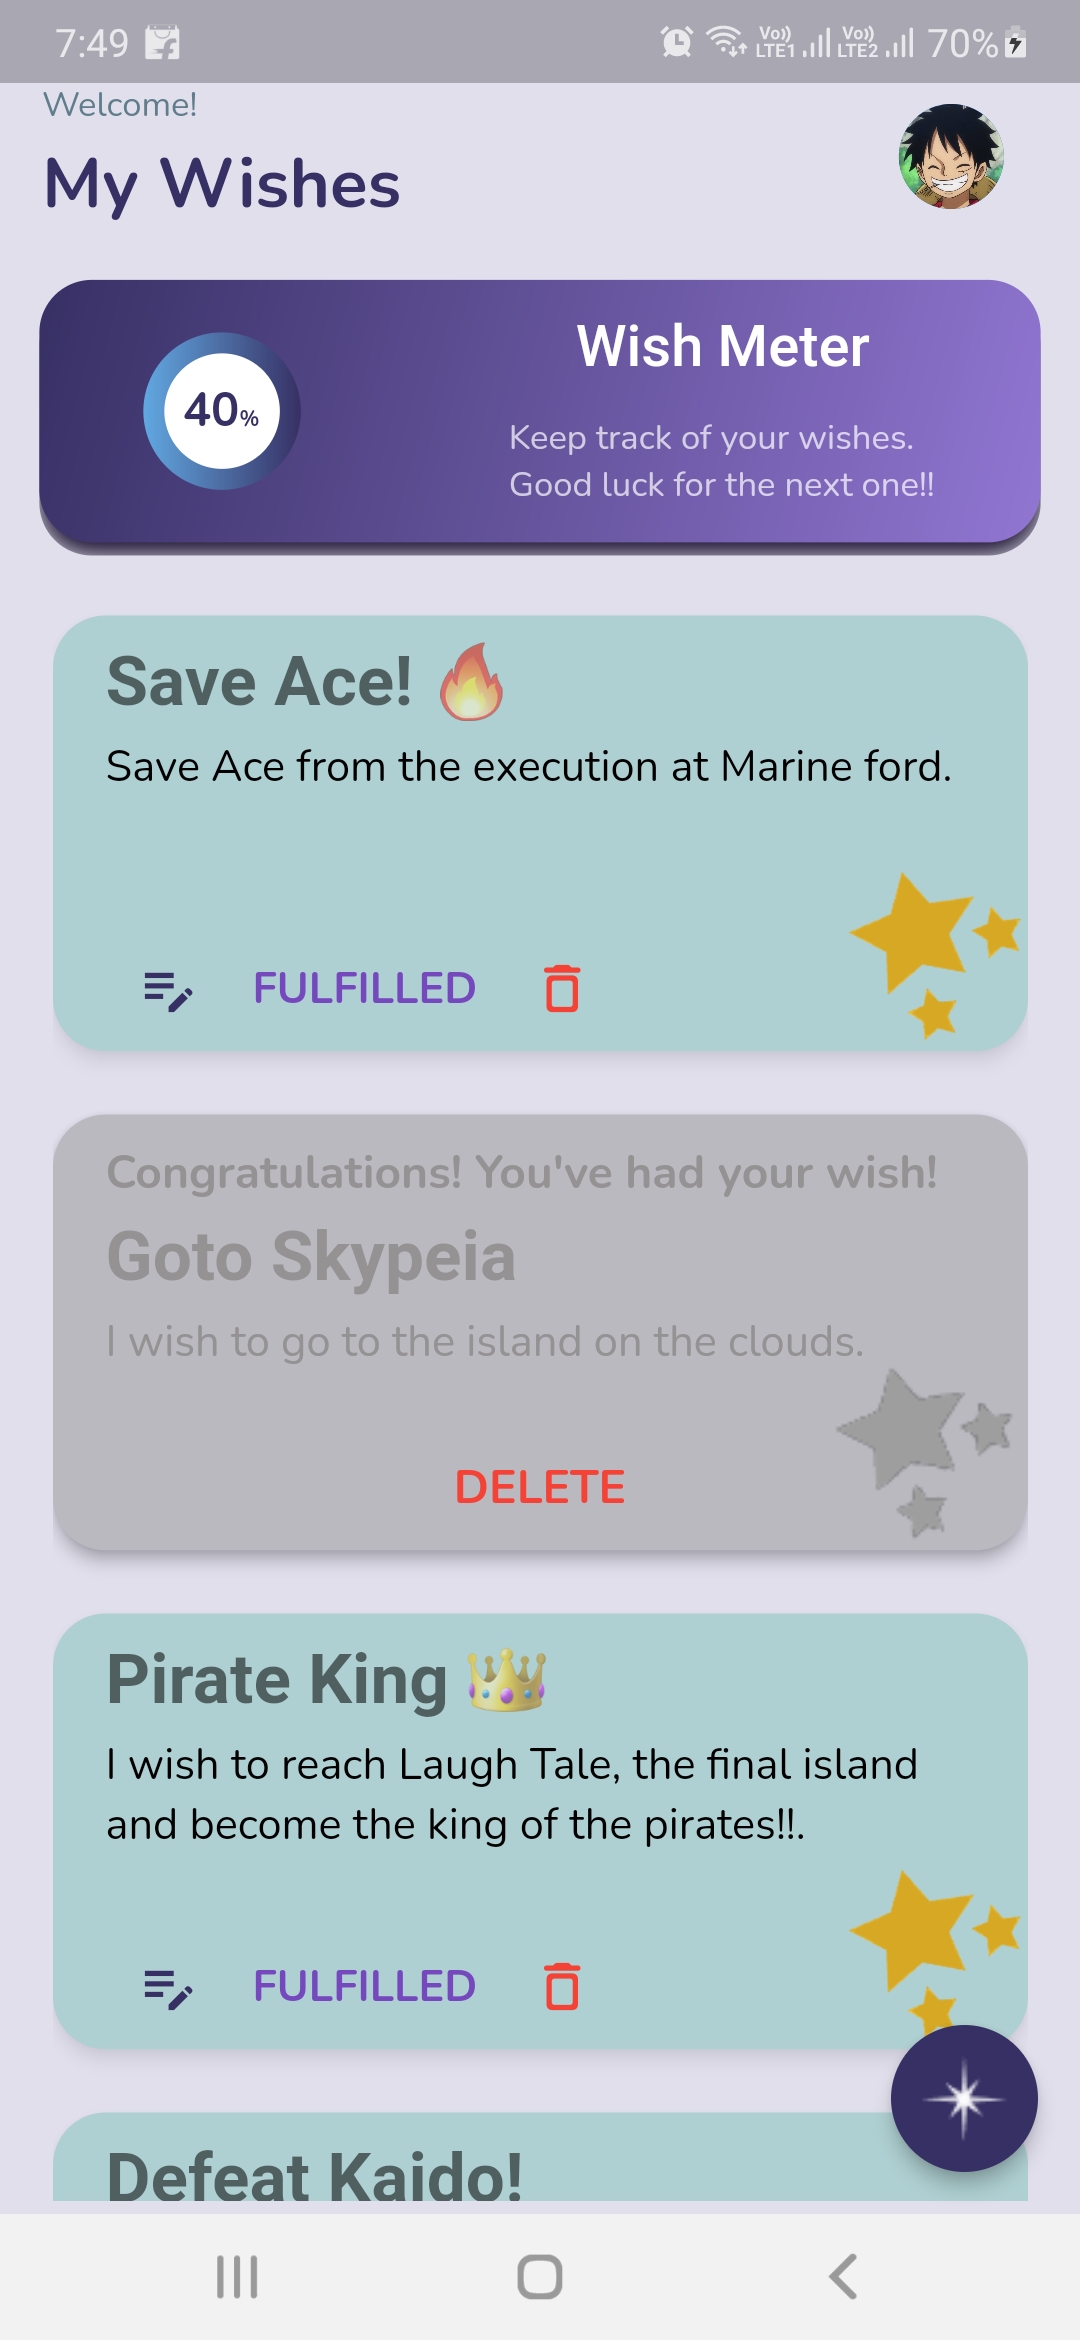 7:49
Vo)) LTE1 Vo)) LTE2 70%
Welcome!
My Wishes
40%
Wish Meter
Keep track of your wishes.
Good luck for the next one!!
Save Ace! 🔥
Save Ace from the execution at Marine ford.
FULFILLED
Congratulations! You've had your wish!
Goto Skypeia
I wish to go to the island on the clouds.
DELETE
Pirate King 👑
I wish to reach Laugh Tale, the final island
and become the king of the pirates!!.
FULFILLED
Defeat Kaido!